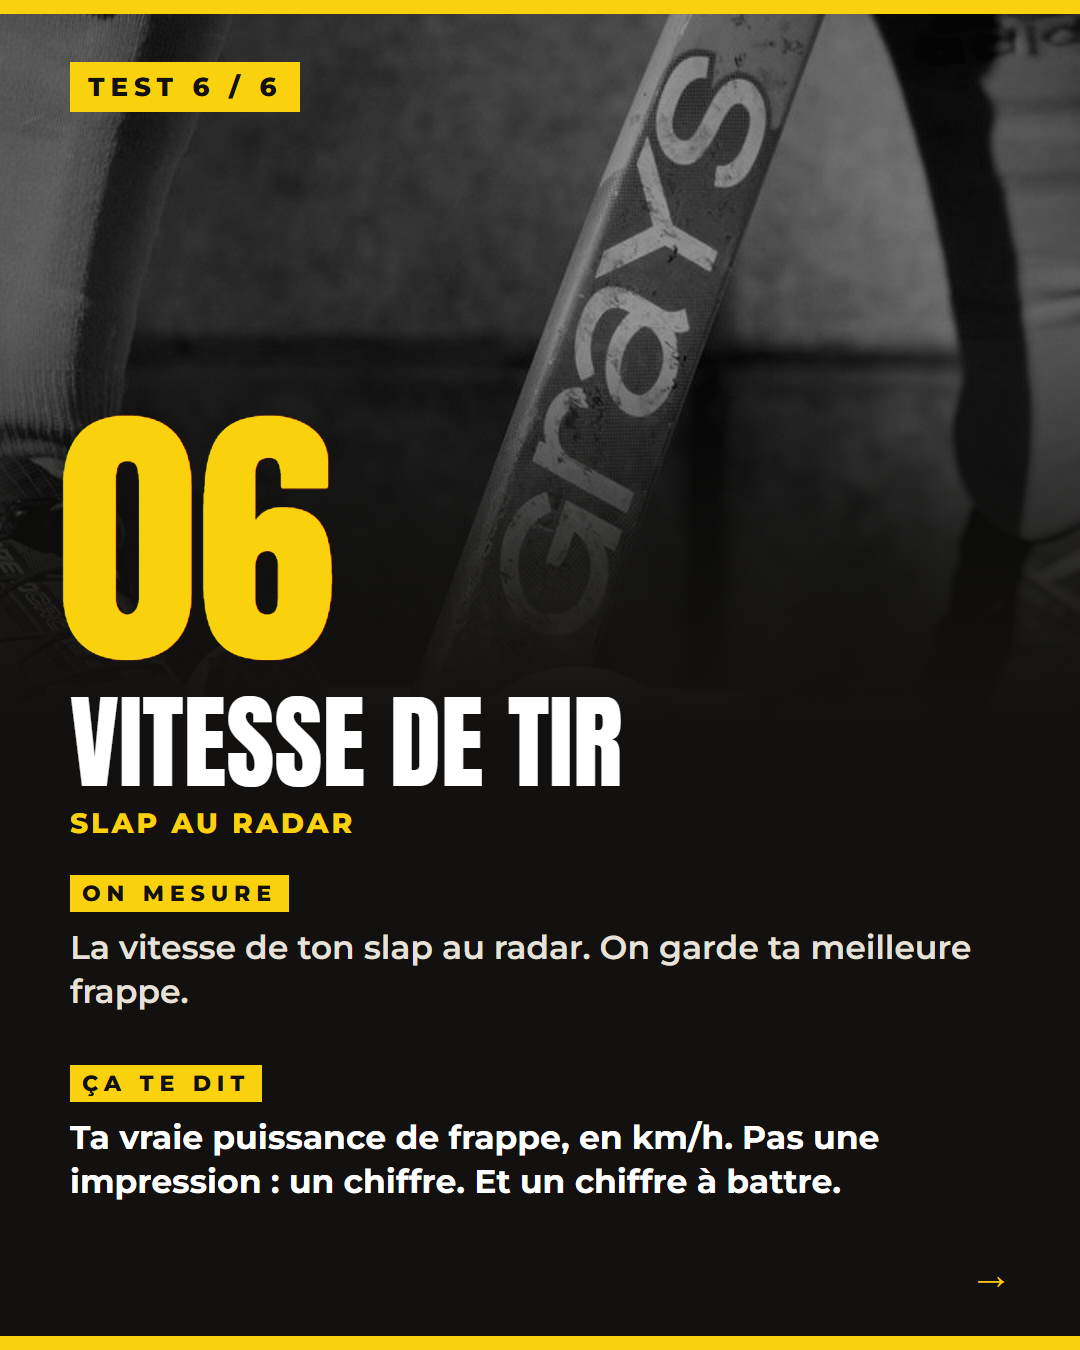 TEST 6 / 6
Grays
06
VITESSE DE TIR
SLAP AU RADAR
ON MESURE
La vitesse de ton slap au radar. On garde ta meilleure
frappe.
ÇA TE DIT
Ta vraie puissance de frappe, en km/h. Pas une
impression : un chiffre. Et un chiffre à battre.
→